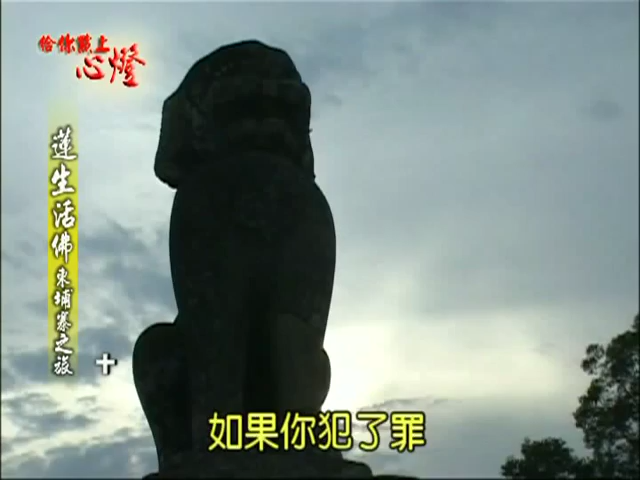 給你點上
心燈
蓮生活佛柬埔寨之旅
十
如果你犯了罪